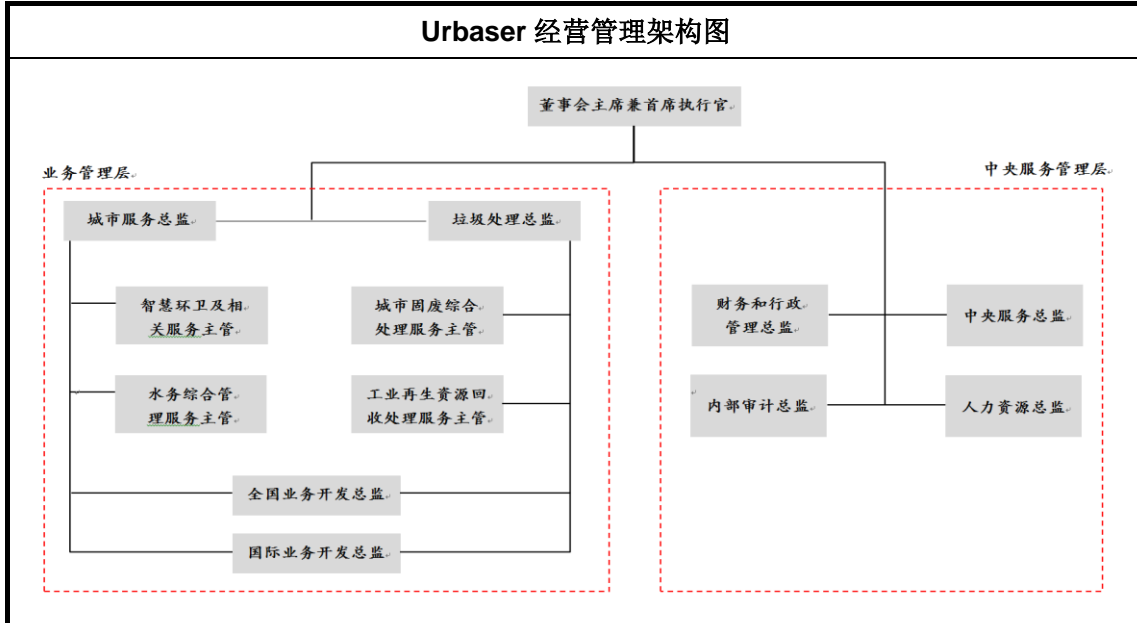 Urbaser 经营管理架构图
董事会主席兼首席执行官
业务管理层
中央服务管理层
城市服务总监
垃圾处理总监
智慧环卫及相
关服务主管
城市固废综合
处理服务主管
财务和行政
管理总监
中央服务总监
水务综合管
理服务主管
工业再生资源回
收处理服务主管
内部审计总监
人力资源总监
全国业务开发总监
国际业务开发总监